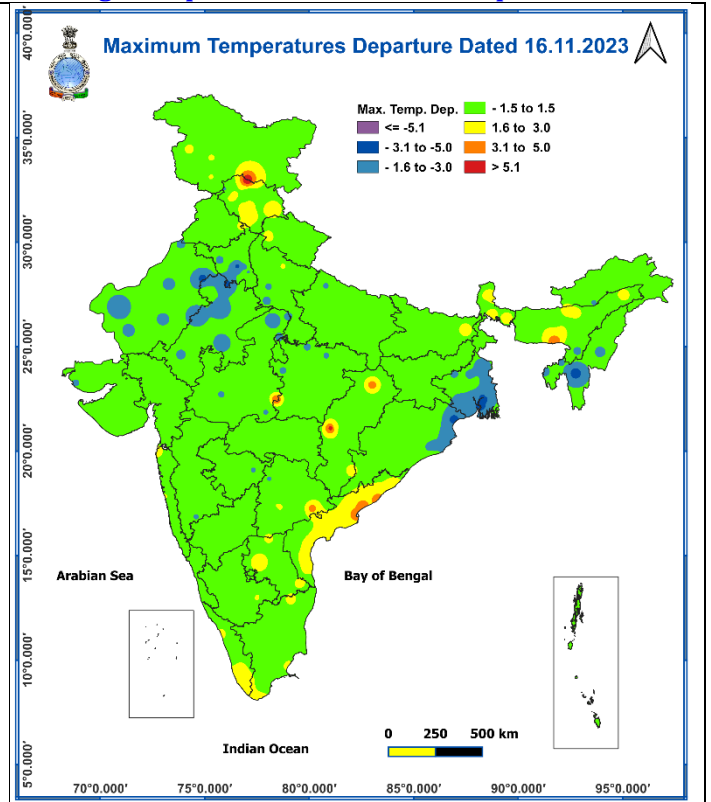 Maximum Temperatures Departure Dated 16.11.2023
Max. Temp. Dep.
<= -5.1
- 3.1 to -5.0
- 1.6 to -3.0
- 1.5 to 1.5
1.6 to 3.0
3.1 to 5.0
> 5.1
40°0.000'
35°0.000'
30°0.000'
25°0.000'
20°0.000'
15°0.000'
10°0.000'
5°0.000'
Arabian Sea
Bay of Bengal
Indian Ocean
0 250 500 km
70°0.000' 75°0.000' 80°0.000' 85°0.000' 90°0.000' 95°0.000'